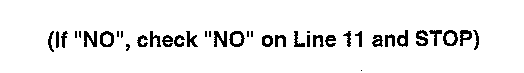 (If "NO", check "NO" on Line 11 and STOP)